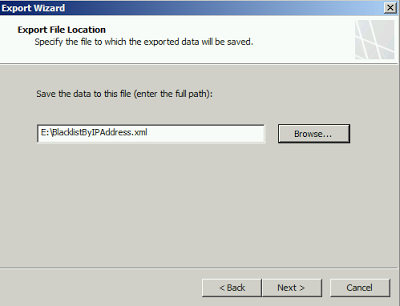 Export Wizard
Export File Location
Specify the file to which the exported data will be saved.
Save the data to this file (enter the full path):
E:\BlacklistByIPAddress.xml
Browse...
< Back
Next >
Cancel